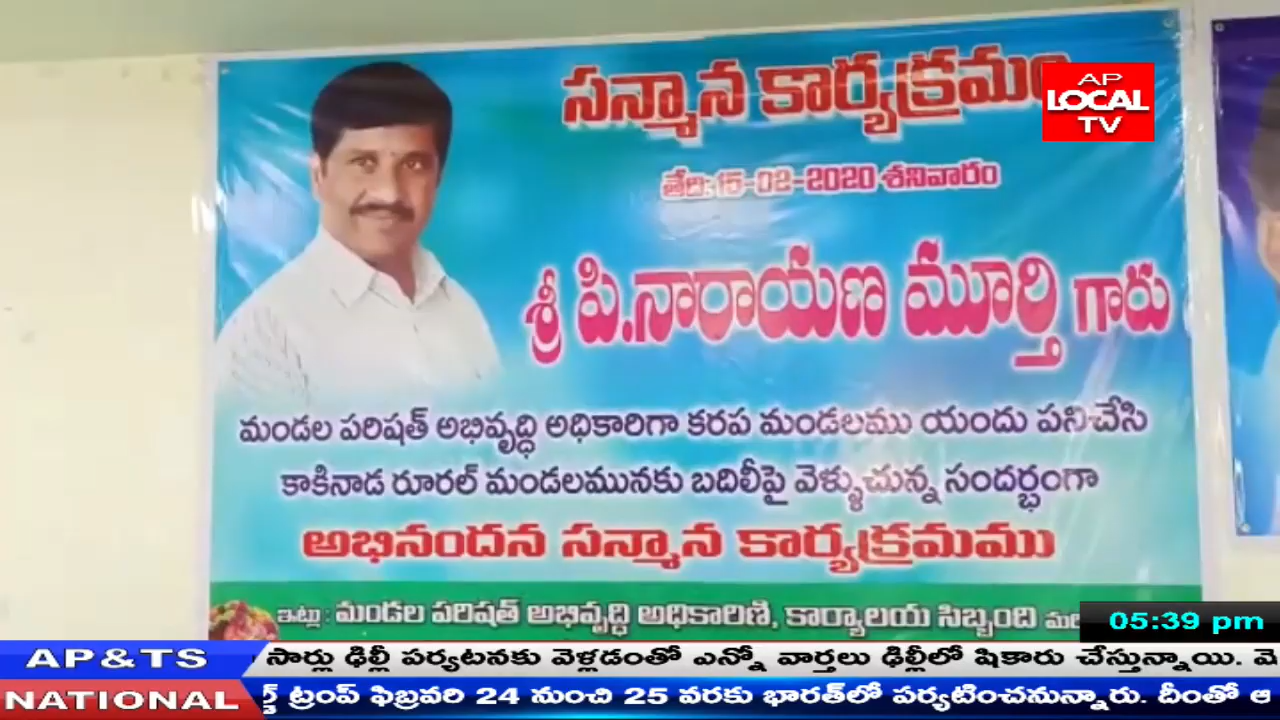 సన్మాన కార్యక్రమం
AP
LOCAL
TV
తేది:15-02-2020 శనివారం
శ్రీ పి.నారాయణ మూర్తి గారు
మండల పరిషత్ అభివృద్ధి అధికారిగా కరప మండలము యందు పనిచేసి
కాకినాడ రూరల్ మండలమునకు బదిలీపై వెళ్ళుచున్న సందర్భంగా
అభినందన సన్మాన కార్యక్రమము
ఇట్లు : మండల పరిషత్ అభివృద్ధి అధికారిణి, కార్యాలయ సిబ్బంది
05:39 pm
AP&TS సార్లు ఢిల్లీ పర్యటనకు వెళ్లడంతో ఎన్నో వార్తలు ఢిల్లీలో షికారు చేస్తున్నాయి.
NATIONAL ట్రంప్ ఫిబ్రవరి 24 నుంచి 25 వరకు భారత్‌లో పర్యటించనున్నారు. దీంతో ఆ